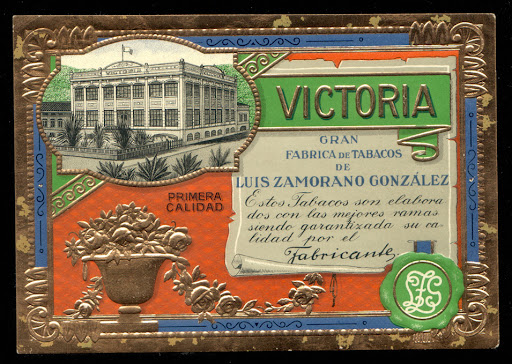 VICTORIA
VICTORIA
GRAN
FABRICA DE TABACOS
DE
LUIS ZAMORANO GONZÁLEZ
PRIMERA
CALIDAD
Estos Tabacos son elabora
dos con las mejores ramas
siendo garantizada su ca-
lidad por el
Fabricante